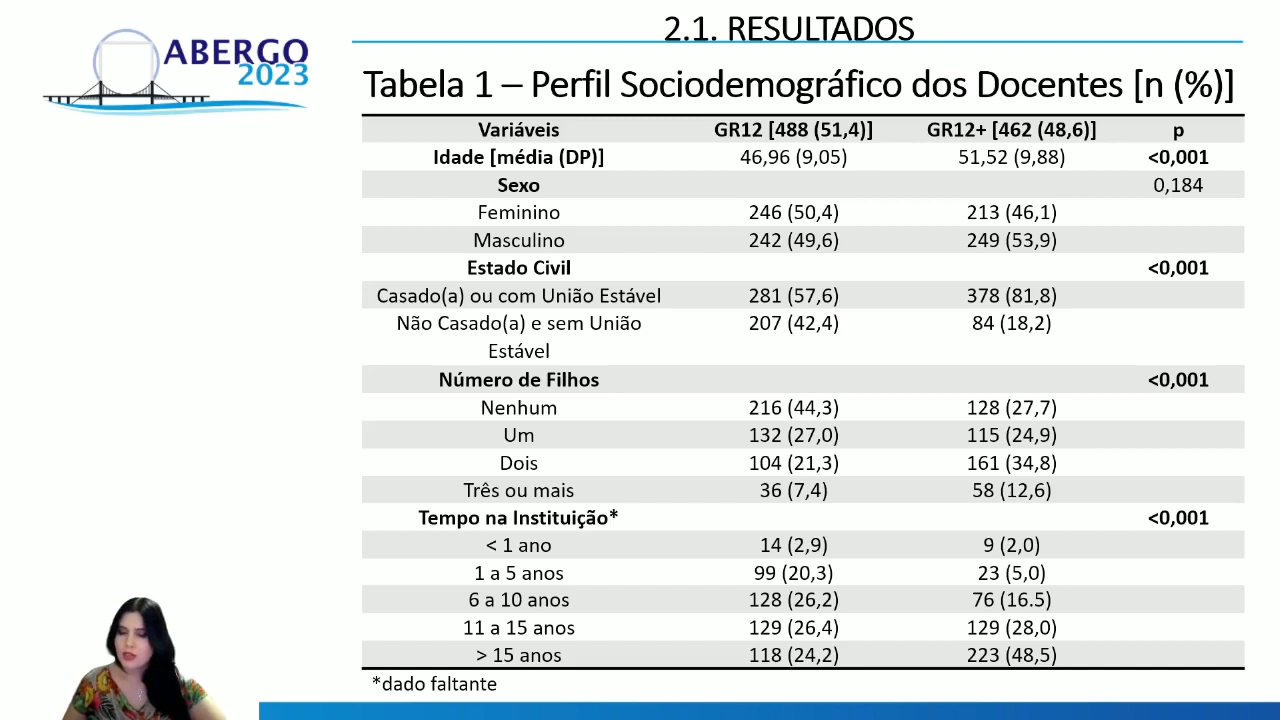 ABERGO
2023
2.1. RESULTADOS
Tabela 1 – Perfil Sociodemográfico dos Docentes [n (%)]
Variáveis GR12 [488 (51,4)] GR12+ [462 (48,6)] p
Idade [média (DP)] 46,96 (9,05) 51,52 (9,88) <0,001
Sexo 0,184
Feminino 246 (50,4) 213 (46,1)
Masculino 242 (49,6) 249 (53,9)
Estado Civil <0,001
Casado(a) ou com União Estável 281 (57,6) 378 (81,8)
Não Casado(a) e sem União 207 (42,4) 84 (18,2)
Estável
Número de Filhos <0,001
Nenhum 216 (44,3) 128 (27,7)
Um 132 (27,0) 115 (24,9)
Dois 104 (21,3) 161 (34,8)
Três ou mais 36 (7,4) 58 (12,6)
Tempo na Instituição* <0,001
< 1 ano 14 (2,9) 9 (2,0)
1 a 5 anos 99 (20,3) 23 (5,0)
6 a 10 anos 128 (26,2) 76 (16.5)
11 a 15 anos 129 (26,4) 129 (28,0)
> 15 anos 118 (24,2) 223 (48,5)
*dado faltante